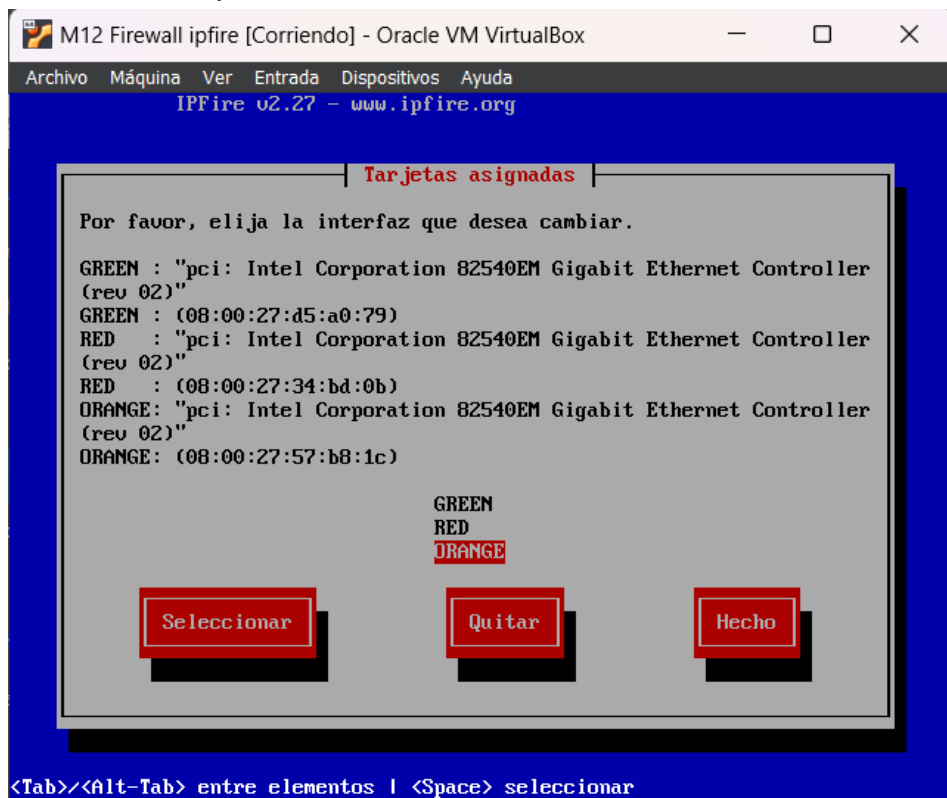 M12 Firewall ipfire [Corriendo] - Oracle VM VirtualBox
Archivo Máquina Ver Entrada Dispositivos Ayuda
IPFire v2.27 - www.ipfire.org
Tarjetas asignadas
Por favor, elija la interfaz que desea cambiar.
GREEN : "pci: Intel Corporation 82540EM Gigabit Ethernet Controller
(rev 02)"
GREEN : (08:00:27:d5:a0:79)
RED : "pci: Intel Corporation 82540EM Gigabit Ethernet Controller
(rev 02)"
RED : (08:00:27:34:bd:0b)
ORANGE: "pci: Intel Corporation 82540EM Gigabit Ethernet Controller
(rev 02)"
ORANGE: (08:00:27:57:b8:1c)
GREEN
RED
ORANGE
Seleccionar Quitar Hecho
<Tab>/<Alt-Tab> entre elementos | <Space> seleccionar